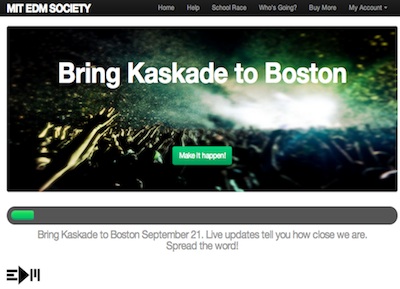 MIT EDM SOCIETY
Home Help School Race Who's Going? Buy More My Account
Bring Kaskade to Boston
Make it happen!
Bring Kaskade to Boston September 21. Live updates tell you how close we are.
Spread the word!
EDM